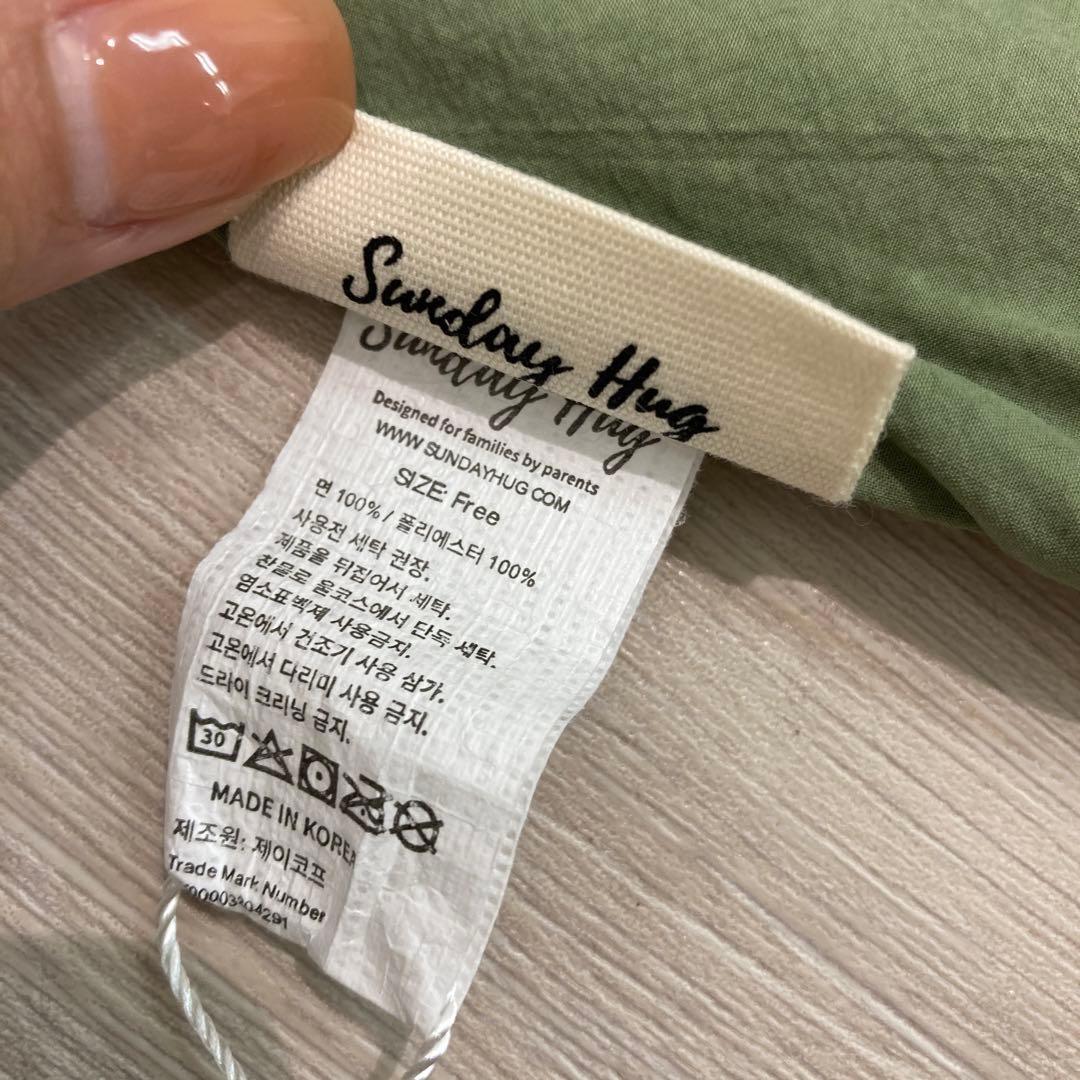 Sunday Hug
Sunday Hug
Designed for families by parents
WWW.SUNDAYHUG.COM
SIZE: Free
면 100% / 폴리에스터 100%
사용전 세탁 권장.
제품을 뒤집어서 세탁.
찬물로 울코스에서 단독 세탁.
염소표백제 사용금지.
고온에서 건조기 사용 삼가.
고온에서 다리미 사용 금지.
드라이 크리닝 금지.
30
MADE IN KOREA
제조원: 제이코프
Trade Mark Number